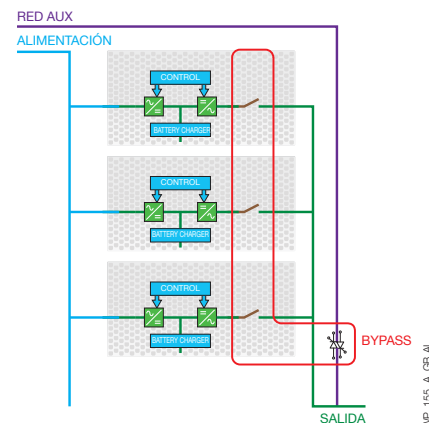 RED AUX
ALIMENTACIÓN
CONTROL
BATTERY CHARGER
CONTROL
BATTERY CHARGER
CONTROL
BATTERY CHARGER
BYPASS
SALIDA